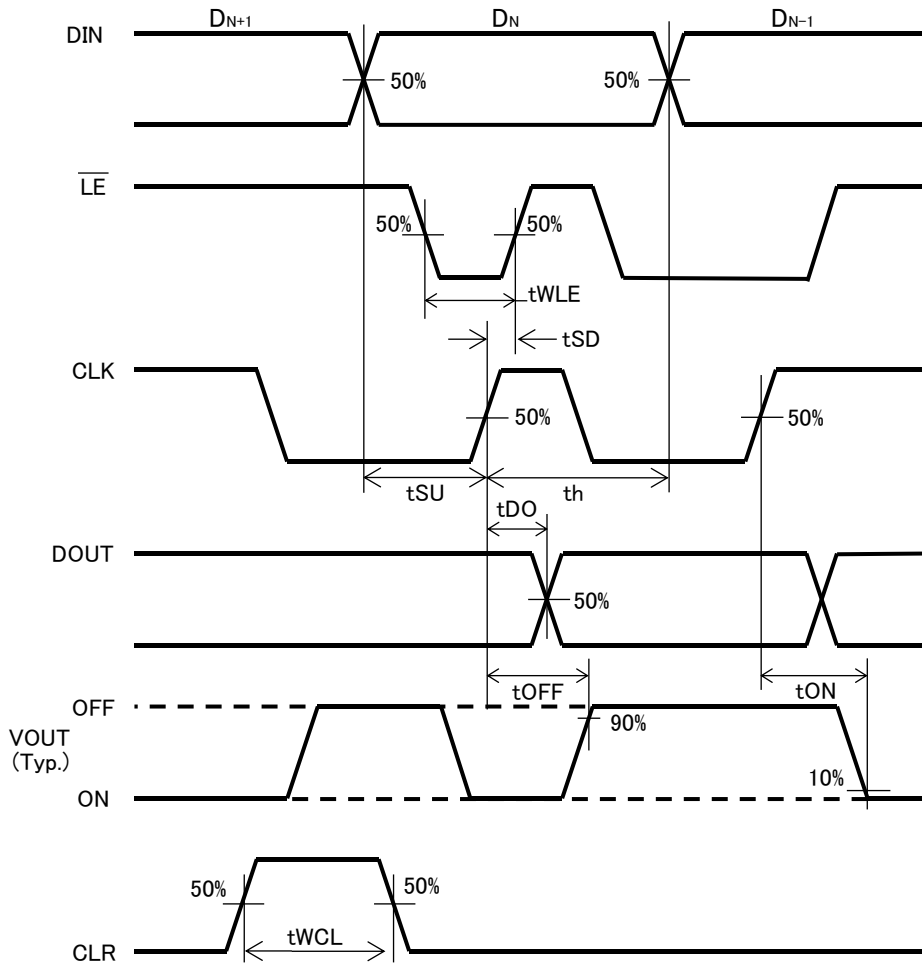 DN+1 DN DN-1
DIN
50% 50%
LE
50% 50%
tWLE
tSD
CLK
50% 50%
tSU th
tDO
DOUT
50%
tOFF tON
OFF
90%
VOUT
(Typ.)
10%
ON
50% 50%
tWCL
CLR